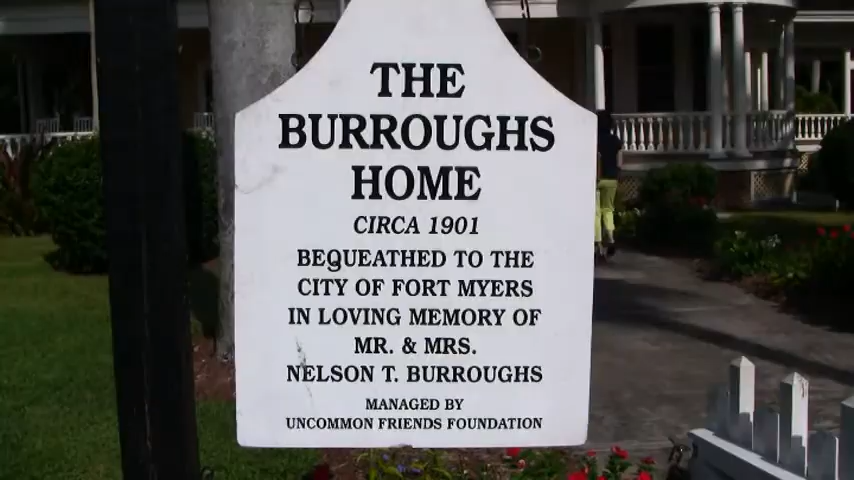 THE
BURROUGHS
HOME
CIRCA 1901
BEQUEATHED TO THE
CITY OF FORT MYERS
IN LOVING MEMORY OF
MR. & MRS.
NELSON T. BURROUGHS
MANAGED BY
UNCOMMON FRIENDS FOUNDATION